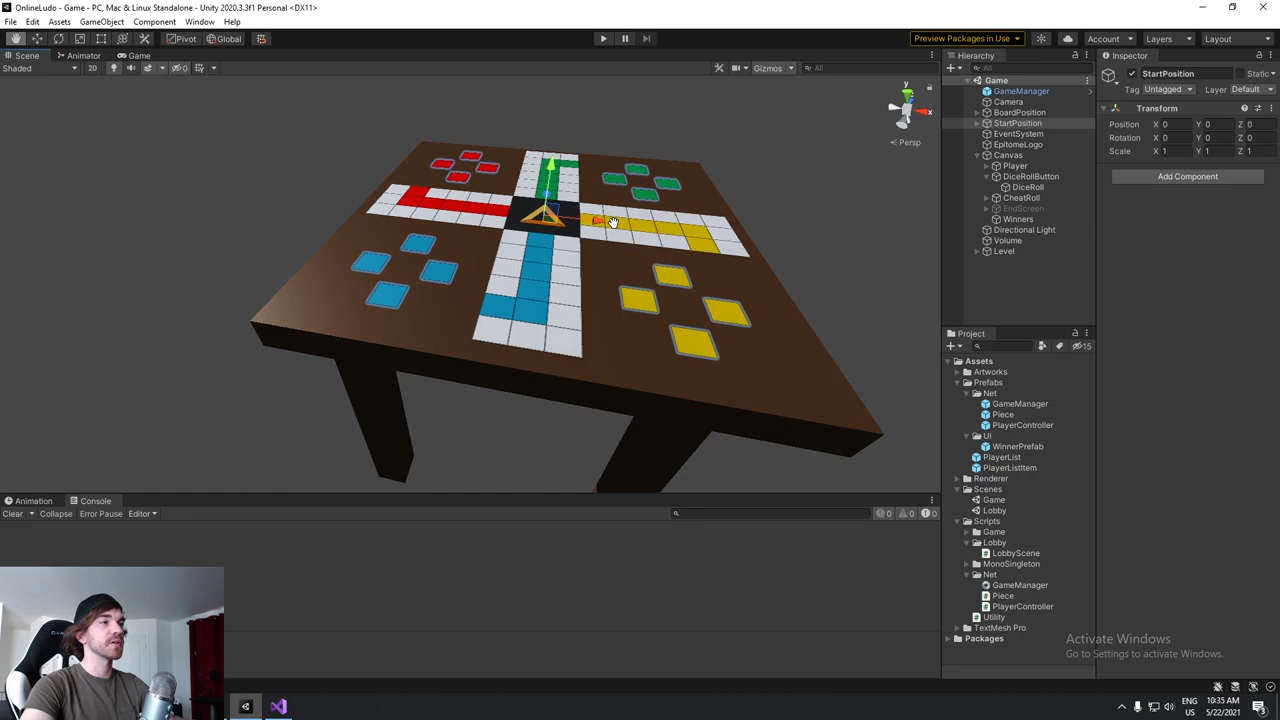 OnlineLudo - Game - PC, Mac & Linux Standalone - Unity 2020.3.3f1 Personal <DX11>
File Edit Assets GameObject Component Window Help
Pivot Global Preview Packages in Use Account Layers Layout
Scene Animator Game
Shaded 2D 0 Gizmos All
y
x
Persp
Hierarchy
All
Game
GameManager
Camera
BoardPosition
StartPosition
EventSystem
EpitomeLogo
Canvas
Player
DiceRollButton
DiceRoll
CheatRoll
EndScreen
Winners
Directional Light
Volume
Level
Inspector
StartPosition Static
Tag Untagged Layer Default
Transform
Position X 0 Y 0 Z 0
Rotation X 0 Y 0 Z 0
Scale X 1 Y 1 Z 1
Add Component
Project
15
Assets
Artworks
Prefabs
Net
GameManager
Piece
PlayerController
UI
WinnerPrefab
PlayerList
PlayerListItem
Renderer
Scenes
Game
Lobby
Scripts
Game
Lobby
LobbyScene
MonoSingleton
Net
GameManager
Piece
PlayerController
Utility
TextMesh Pro
Packages
Animation Console
Clear Collapse Error Pause Editor 0 0 0
Activate Windows
Go to Settings to activate Windows.
ENG 10:35 AM
US 5/22/2021
3